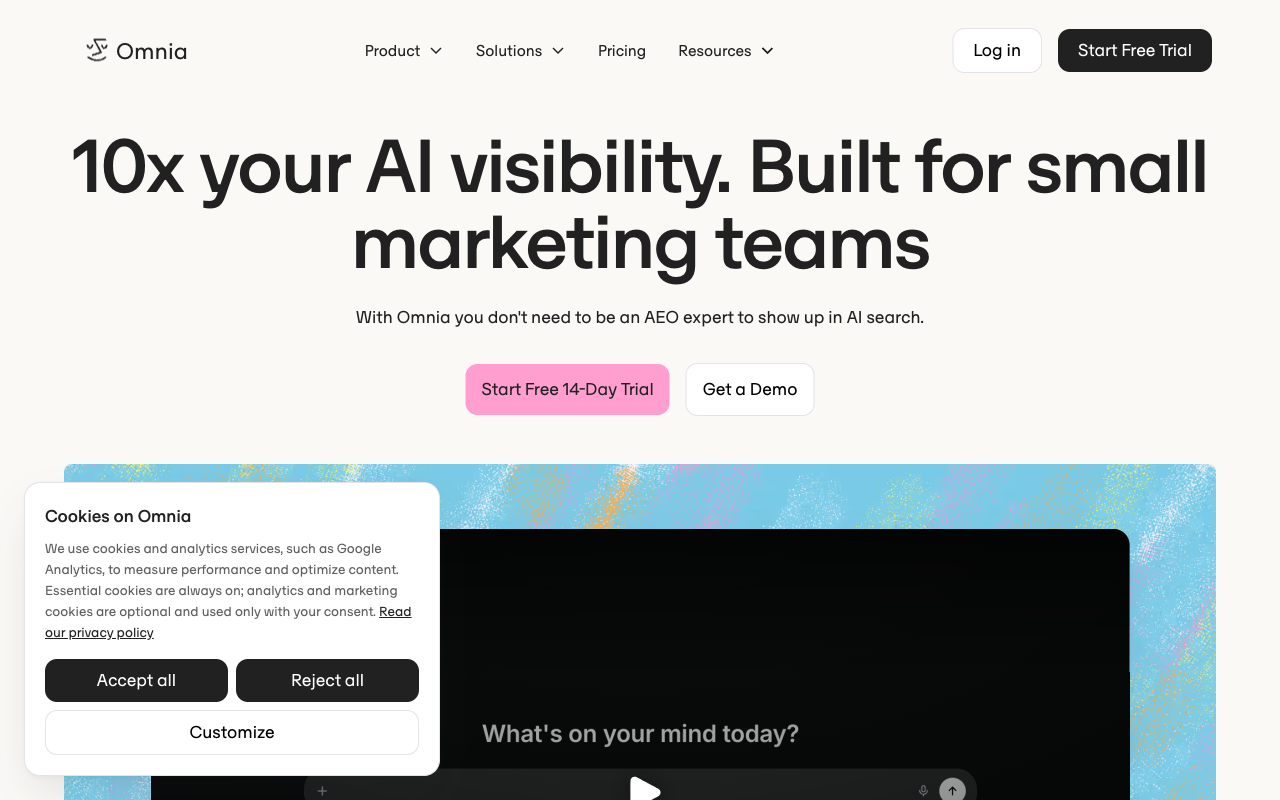 Omnia
Product
Solutions
Pricing
Resources
Log in
Start Free Trial
10x your AI visibility. Built for small
marketing teams
With Omnia you don't need to be an AEO expert to show up in AI search.
Start Free 14-Day Trial
Get a Demo
Cookies on Omnia
We use cookies and analytics services, such as Google
Analytics, to measure performance and optimize content.
Essential cookies are always on; analytics and marketing
cookies are optional and used only with your consent. Read
our privacy policy
Accept all
Reject all
Customize
What's on your mind today?